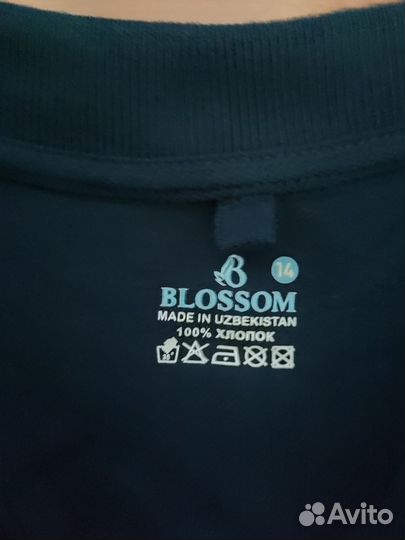 B 14
BLOSSOM
MADE IN UZBEKISTAN
100% ХЛОПОК
Avito